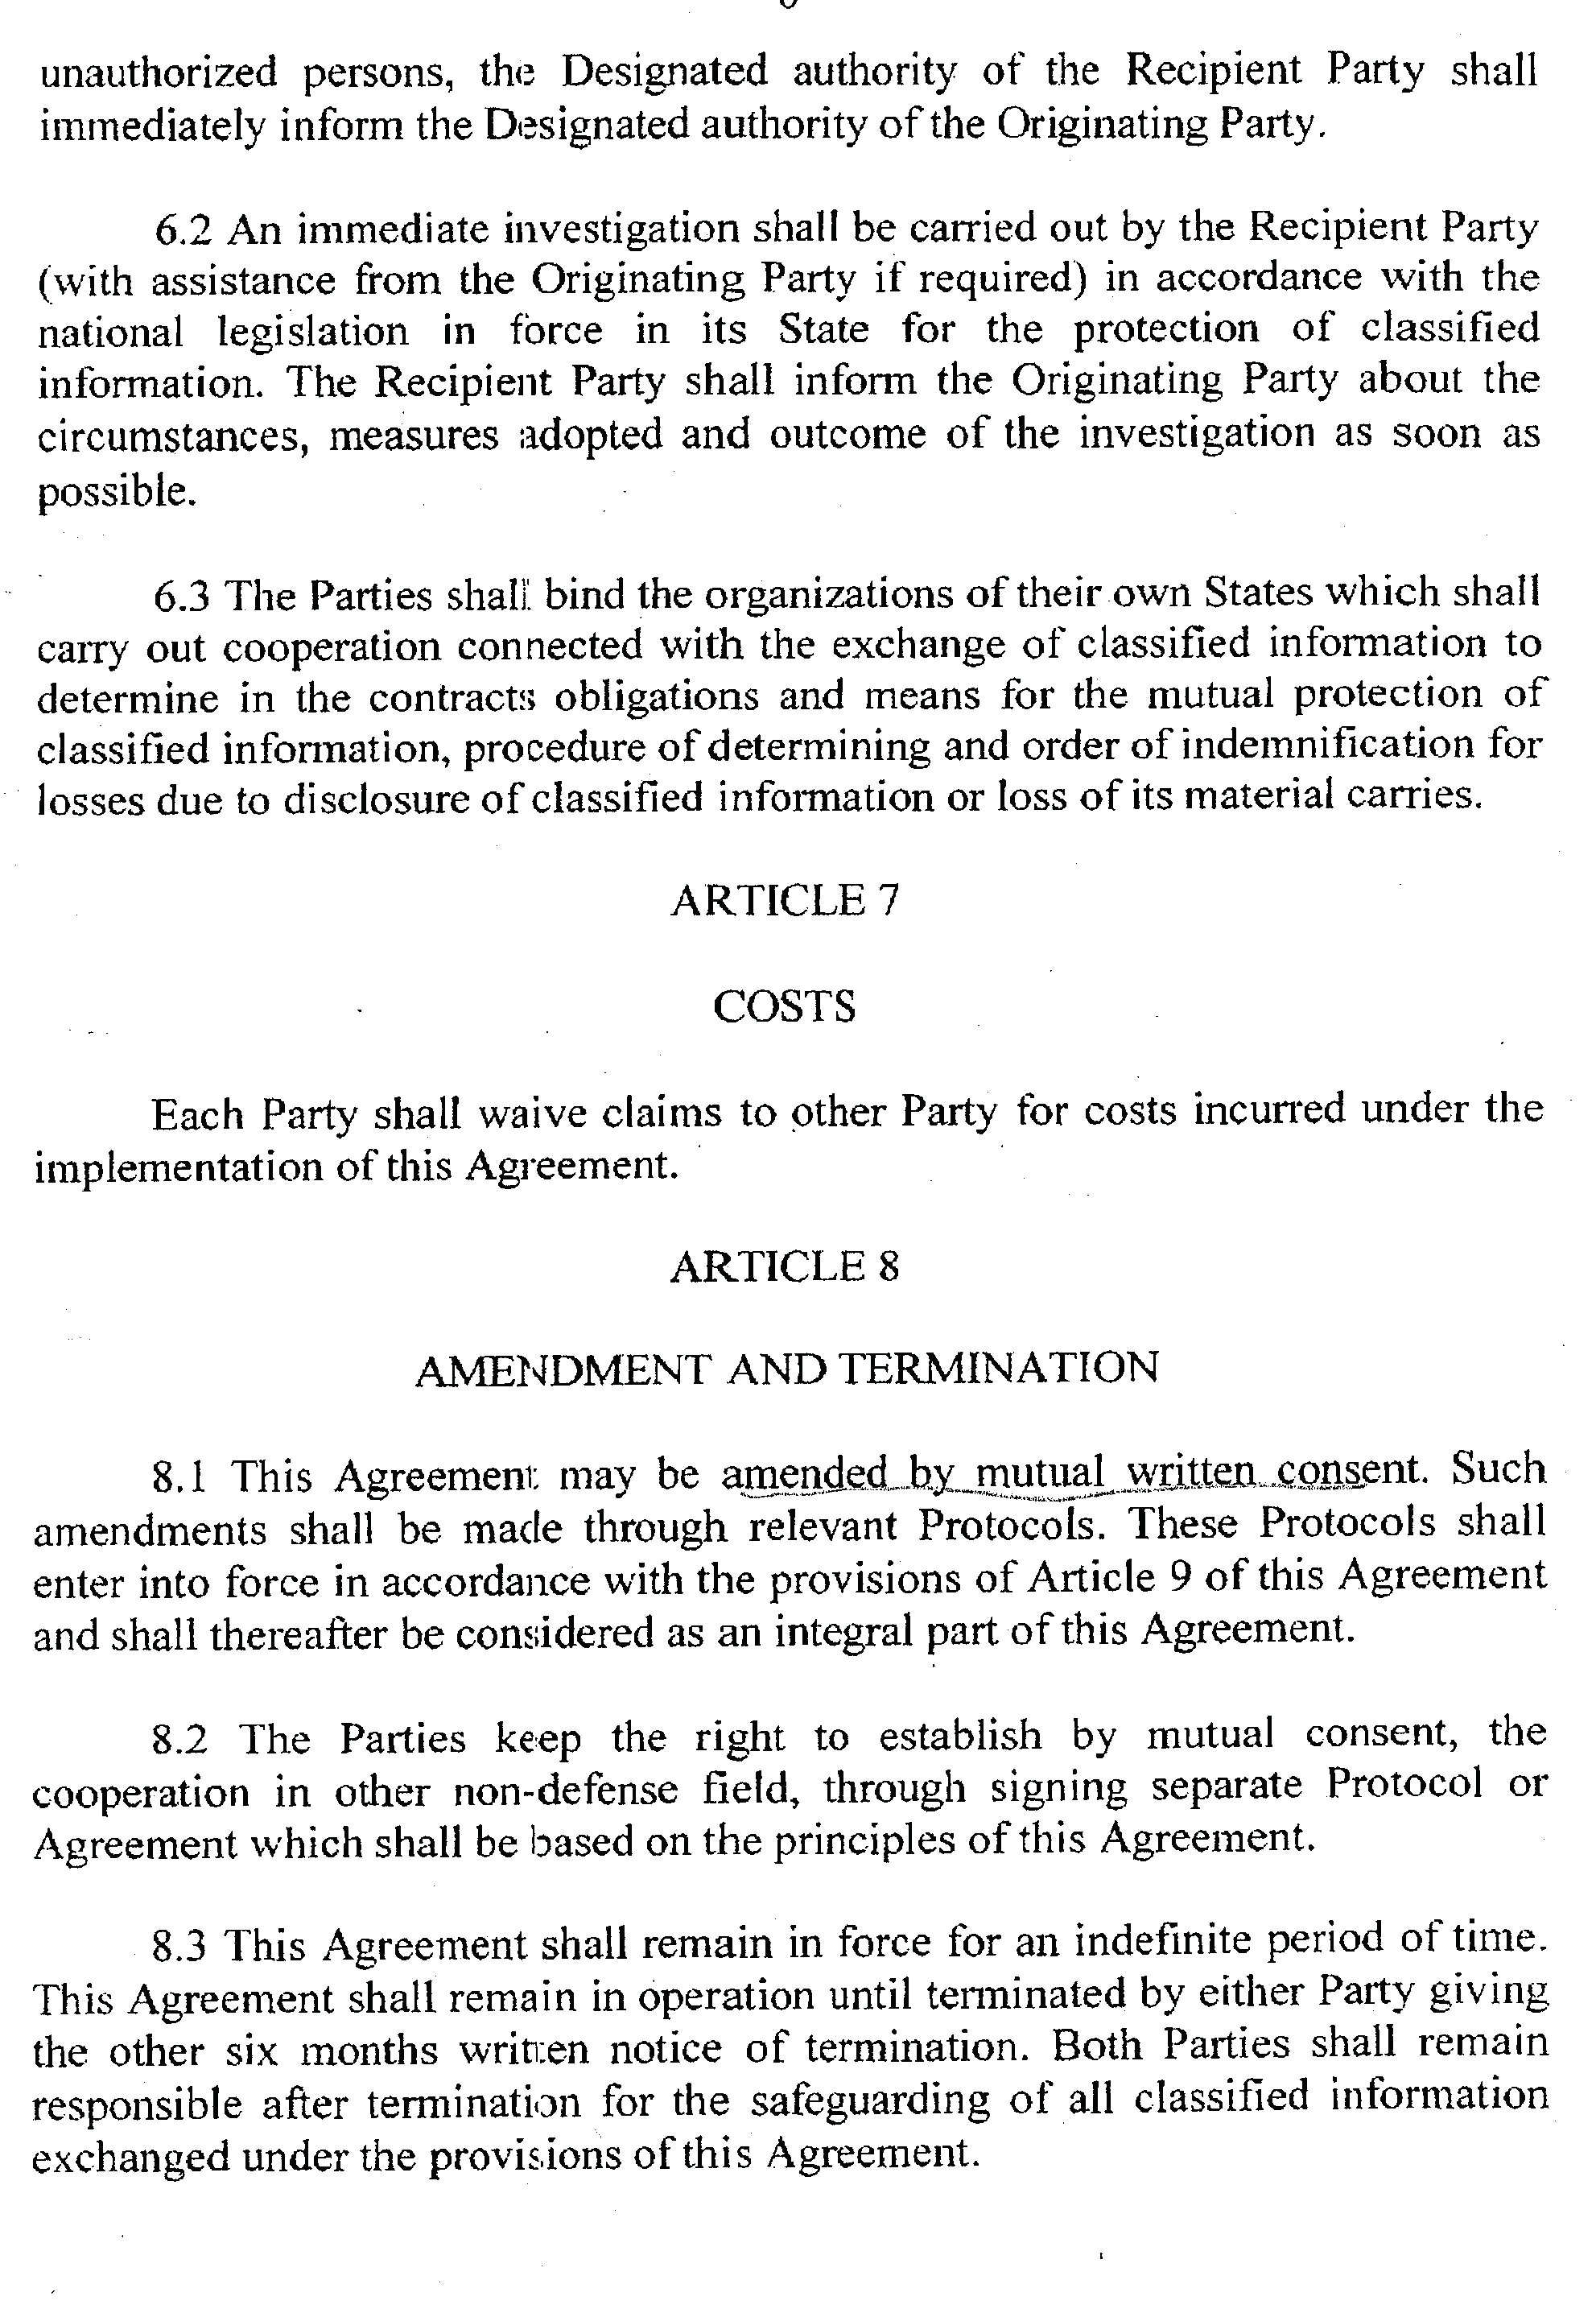 unauthorized persons, the Designated authority of the Recipient Party shall
immediately inform the Designated authority of the Originating Party.
6.2 An immediate investigation shall be carried out by the Recipient Party
(with assistance from the Originating Party if required) in accordance with the
national legislation in force in its State for the protection of classified
information. The Recipient Party shall inform the Originating Party about the
circumstances, measures adopted and outcome of the investigation as soon as
possible.
6.3 The Parties shall bind the organizations of their own States which shall
carry out cooperation connected with the exchange of classified information to
determine in the contracts obligations and means for the mutual protection of
classified information, procedure of determining and order of indemnification for
losses due to disclosure of classified information or loss of its material carries.
ARTICLE 7
COSTS
Each Party shall waive claims to other Party for costs incurred under the
implementation of this Agreement.
ARTICLE 8
AMENDMENT AND TERMINATION
8.1 This Agreement may be amended by mutual written consent. Such
amendments shall be made through relevant Protocols. These Protocols shall
enter into force in accordance with the provisions of Article 9 of this Agreement
and shall thereafter be considered as an integral part of this Agreement.
8.2 The Parties keep the right to establish by mutual consent, the
cooperation in other non-defense field, through signing separate Protocol or
Agreement which shall be based on the principles of this Agreement.
8.3 This Agreement shall remain in force for an indefinite period of time.
This Agreement shall remain in operation until terminated by either Party giving
the other six months written notice of termination. Both Parties shall remain
responsible after termination for the safeguarding of all classified information
exchanged under the provisions of this Agreement.